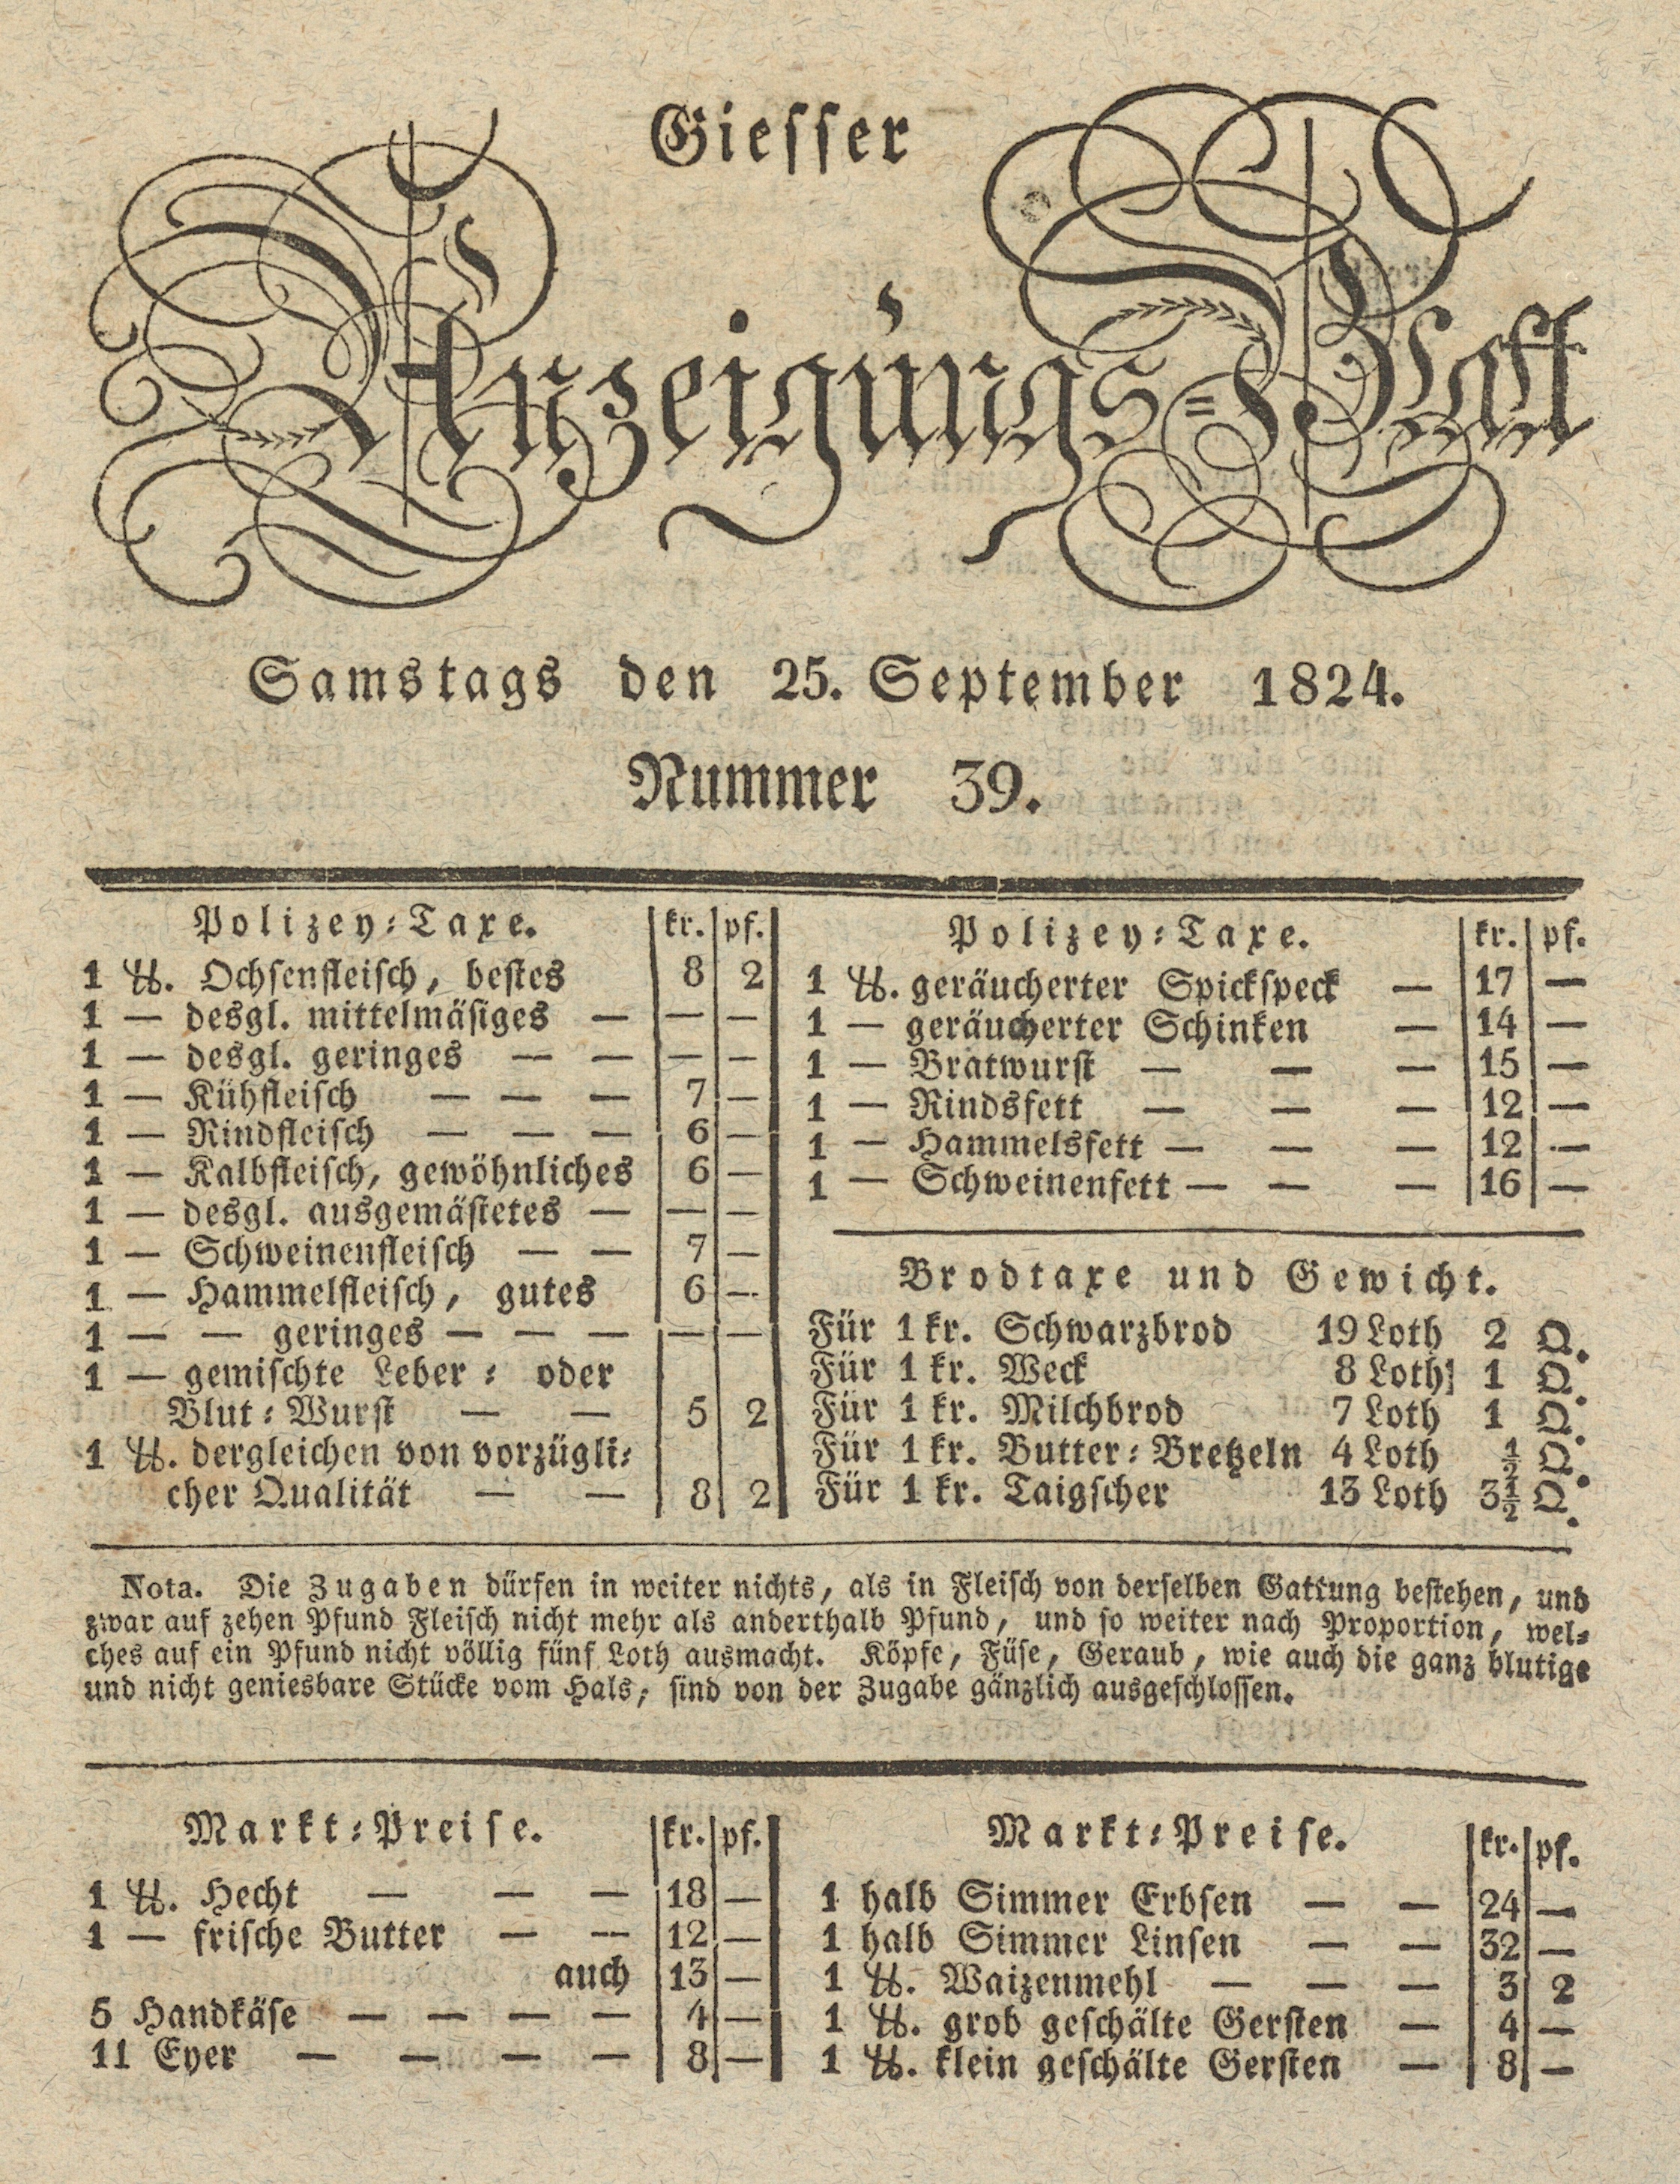 Giesser
Anzeigungs-Blatt
Samstags den 25. September 1824.
Nummer 39.
Polizey-Taxe. kr. pf.
1 ℔. Ochsenfleisch, bestes 8 2
1 — desgl. mittelmäsiges — — —
1 — desgl. geringes — — — —
1 — Kühfleisch — — — 7 —
1 — Rindfleisch — — — 6 —
1 — Kalbfleisch, gewöhnliches 6 —
1 — desgl. ausgemästetes — — —
1 — Schweinenfleisch — — 7 —
1 — Hammelfleisch, gutes 6 —
1 — — geringes — — — — —
1 — gemischte Leber- oder
Blut-Wurst — — 5 2
1 ℔. dergleichen von vorzügli-
cher Qualität — — 8 2
Polizey-Taxe. kr. pf.
1 ℔. geräucherter Spickspeck — 17 —
1 — geräucherter Schinken — 14 —
1 — Bratwurst — — — 15 —
1 — Rindsfett — — — 12 —
1 — Hammelsfett — — — 12 —
1 — Schweinenfett — — — 16 —
Brodtaxe und Gewicht.
Für 1 kr. Schwarzbrod 19 Loth 2 Q.
Für 1 kr. Weck 8 Loth 1 Q.
Für 1 kr. Milchbrod 7 Loth 1 Q.
Für 1 kr. Butter-Bretzeln 4 Loth ½ Q.
Für 1 kr. Taigscher 13 Loth 3½ Q.
Nota. Die Zugaben dürfen in weiter nichts, als in Fleisch von derselben Gattung bestehen, und
zwar auf zehen Pfund Fleisch nicht mehr als anderthalb Pfund, und so weiter nach Proportion, wel-
ches auf ein Pfund nicht völlig fünf Loth ausmacht. Köpfe, Füse, Geraub, wie auch die ganz blutige
und nicht geniesbare Stücke vom Hals, sind von der Zugabe gänzlich ausgeschlossen.
Markt-Preise. kr. pf.
1 ℔. Hecht — — — 18 —
1 — frische Butter — — 12 —
auch 13 —
5 Handkäse — — — — 4 —
11 Eyer — — — — 8 —
Markt-Preise. kr. pf.
1 halb Simmer Erbsen — — 24 —
1 halb Simmer Linsen — — 32 —
1 ℔. Waizenmehl — — — 3 2
1 ℔. grob geschälte Gersten — 4 —
1 ℔. klein geschälte Gersten — 8 —